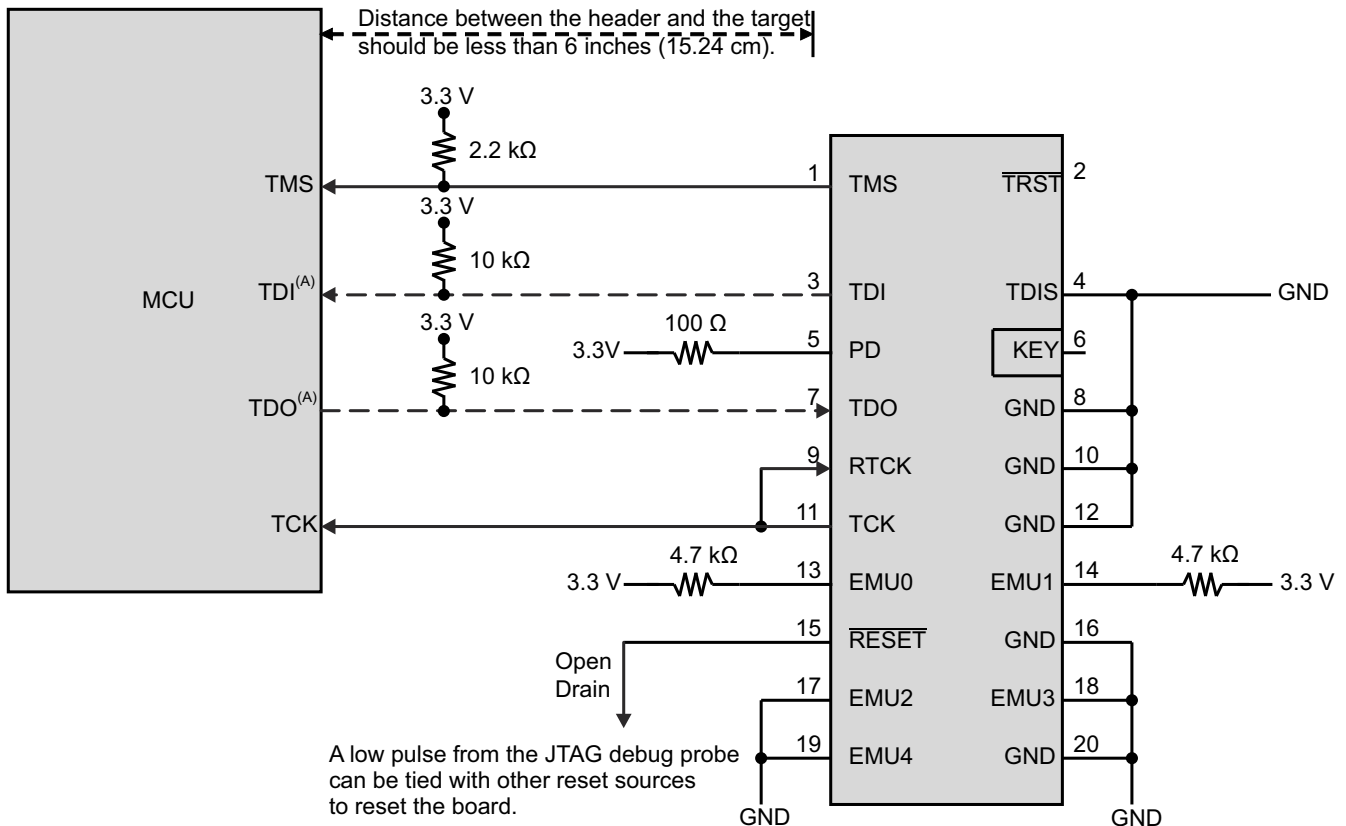 Distance between the header and the target
should be less than 6 inches (15.24 cm).
3.3 V
2.2 kΩ
TMS
1
TMS
TRST
2
3.3 V
10 kΩ
MCU
TDI(A)
3
TDI
TDIS
4
GND
3.3 V
100 Ω
3.3V
5
PD
KEY
6
10 kΩ
TDO(A)
7
TDO
GND
8
9
RTCK
GND
10
TCK
11
TCK
GND
12
4.7 kΩ
3.3 V
13
EMU0
EMU1
14
4.7 kΩ
3.3 V
15
RESET
GND
16
Open
Drain
17
EMU2
EMU3
18
A low pulse from the JTAG debug probe
can be tied with other reset sources
to reset the board.
19
EMU4
GND
20
GND
GND